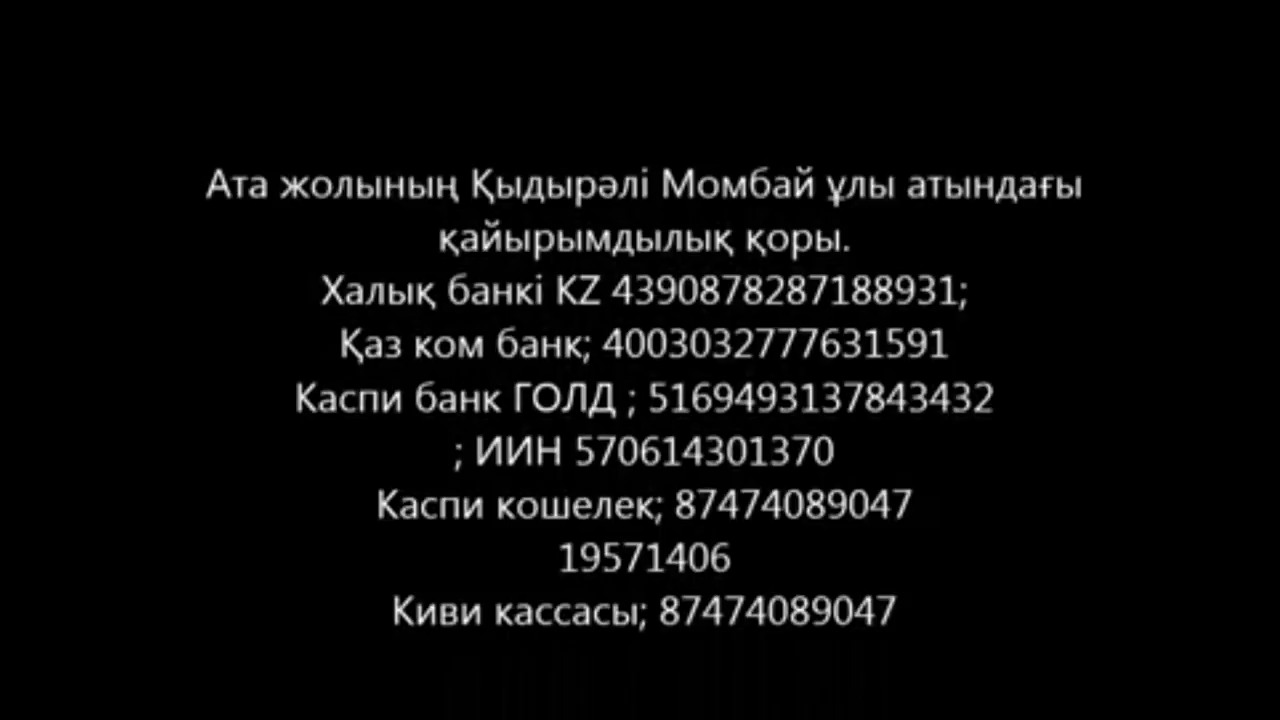 Ата жолының Қыдырәлі Момбай ұлы атындағы
қайырымдылық қоры.
Халық банкі KZ 4390878287188931;
Қаз ком банк; 4003032777631591
Каспи банк ГОЛД ; 5169493137843432
; ИИН 570614301370
Каспи кошелек; 87474089047
19571406
Киви кассасы; 87474089047